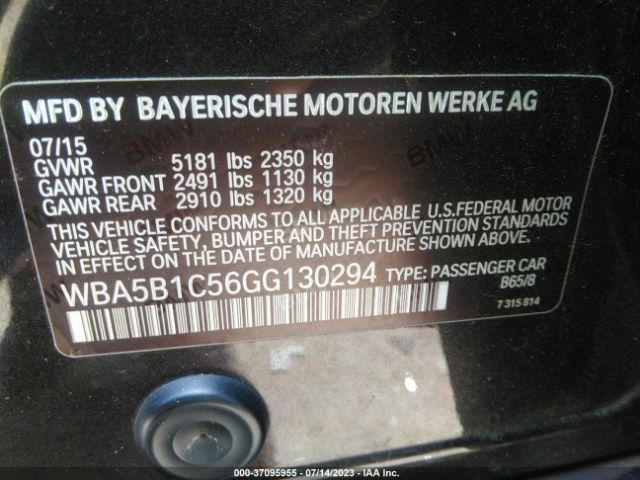 MFD BY BAYERISCHE MOTOREN WERKE AG
07/15
GVWR 5181 lbs 2350 kg
GAWR FRONT 2491 lbs 1130 kg
GAWR REAR 2910 lbs 1320 kg
THIS VEHICLE CONFORMS TO ALL APPLICABLE U.S.FEDERAL MOTOR
VEHICLE SAFETY, BUMPER, AND THEFT PREVENTION STANDARDS
IN EFFECT ON THE DATE OF MANUFACTURE SHOWN ABOVE.
WBA5B1C56GG130294 TYPE: PASSENGER CAR
B65/8
7 315 814
000-37095955 - 07/14/2023 - IAA Inc.